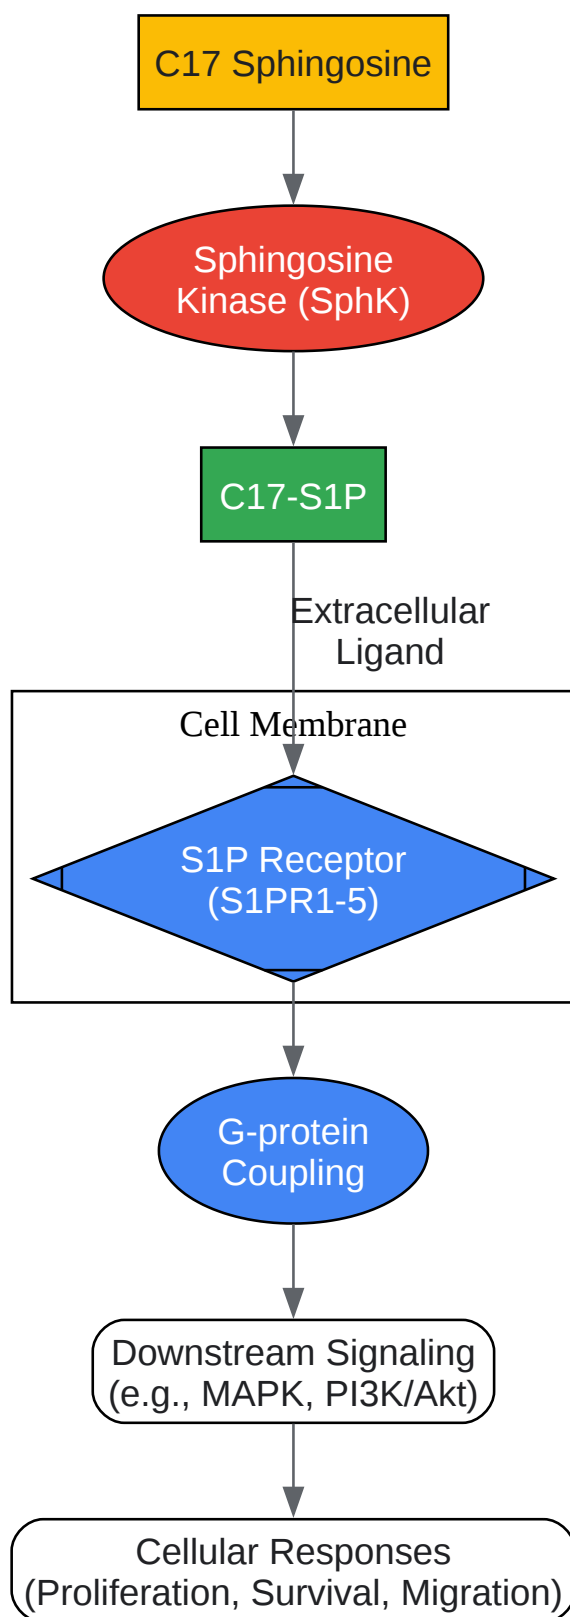 C17 Sphingosine
Sphingosine
Kinase (SphK)
C17-S1P
Extracellular
Ligand
Cell Membrane
S1P Receptor
(S1PR1-5)
G-protein
Coupling
Downstream Signaling
(e.g., MAPK, PI3K/Akt)
Cellular Responses
(Proliferation, Survival, Migration)